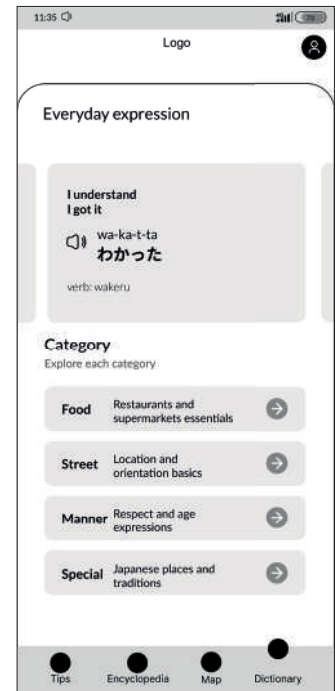 11:35
Logo
Everyday expression
I understand
I got it
wa-ka-t-ta
わかった
verb: wakeru
Category
Explore each category
Food
Restaurants and
supermarkets essentials
Street
Location and
orientation basics
Manner
Respect and age
expressions
Special
Japanese places and
traditions
Tips
Encyclopedia
Map
Dictionary